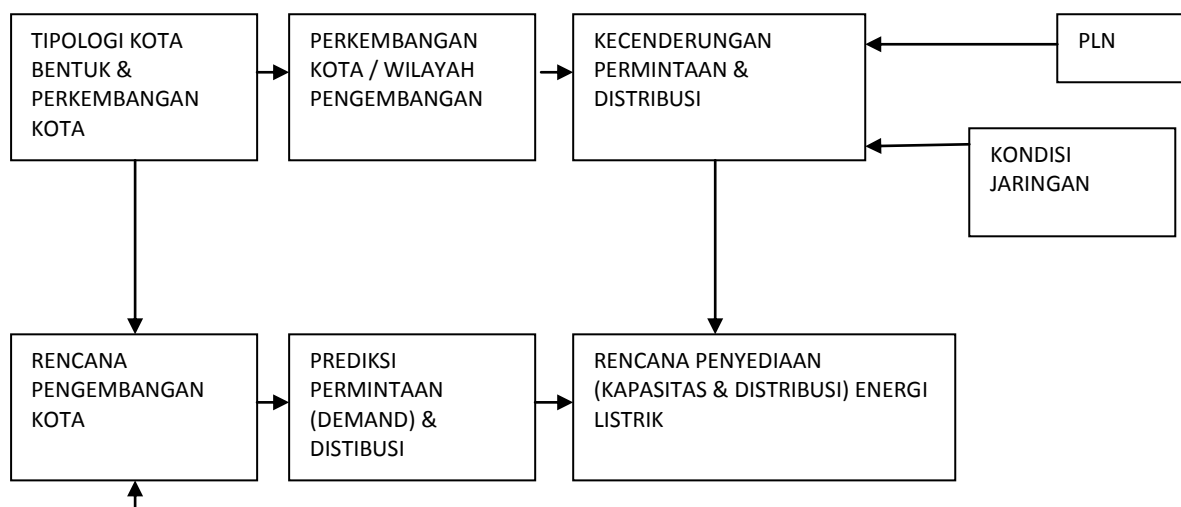 TIPOLOGI KOTA
BENTUK &
PERKEMBANGAN
KOTA
PERKEMBANGAN
KOTA / WILAYAH
PENGEMBANGAN
KECENDERUNGAN
PERMINTAAN &
DISTRIBUSI
PLN
KONDISI
JARINGAN
RENCANA
PENGEMBANGAN
KOTA
PREDIKSI
PERMINTAAN
(DEMAND) &
DISTIBUSI
RENCANA PENYEDIAAN
(KAPASITAS & DISTRIBUSI) ENERGI
LISTRIK